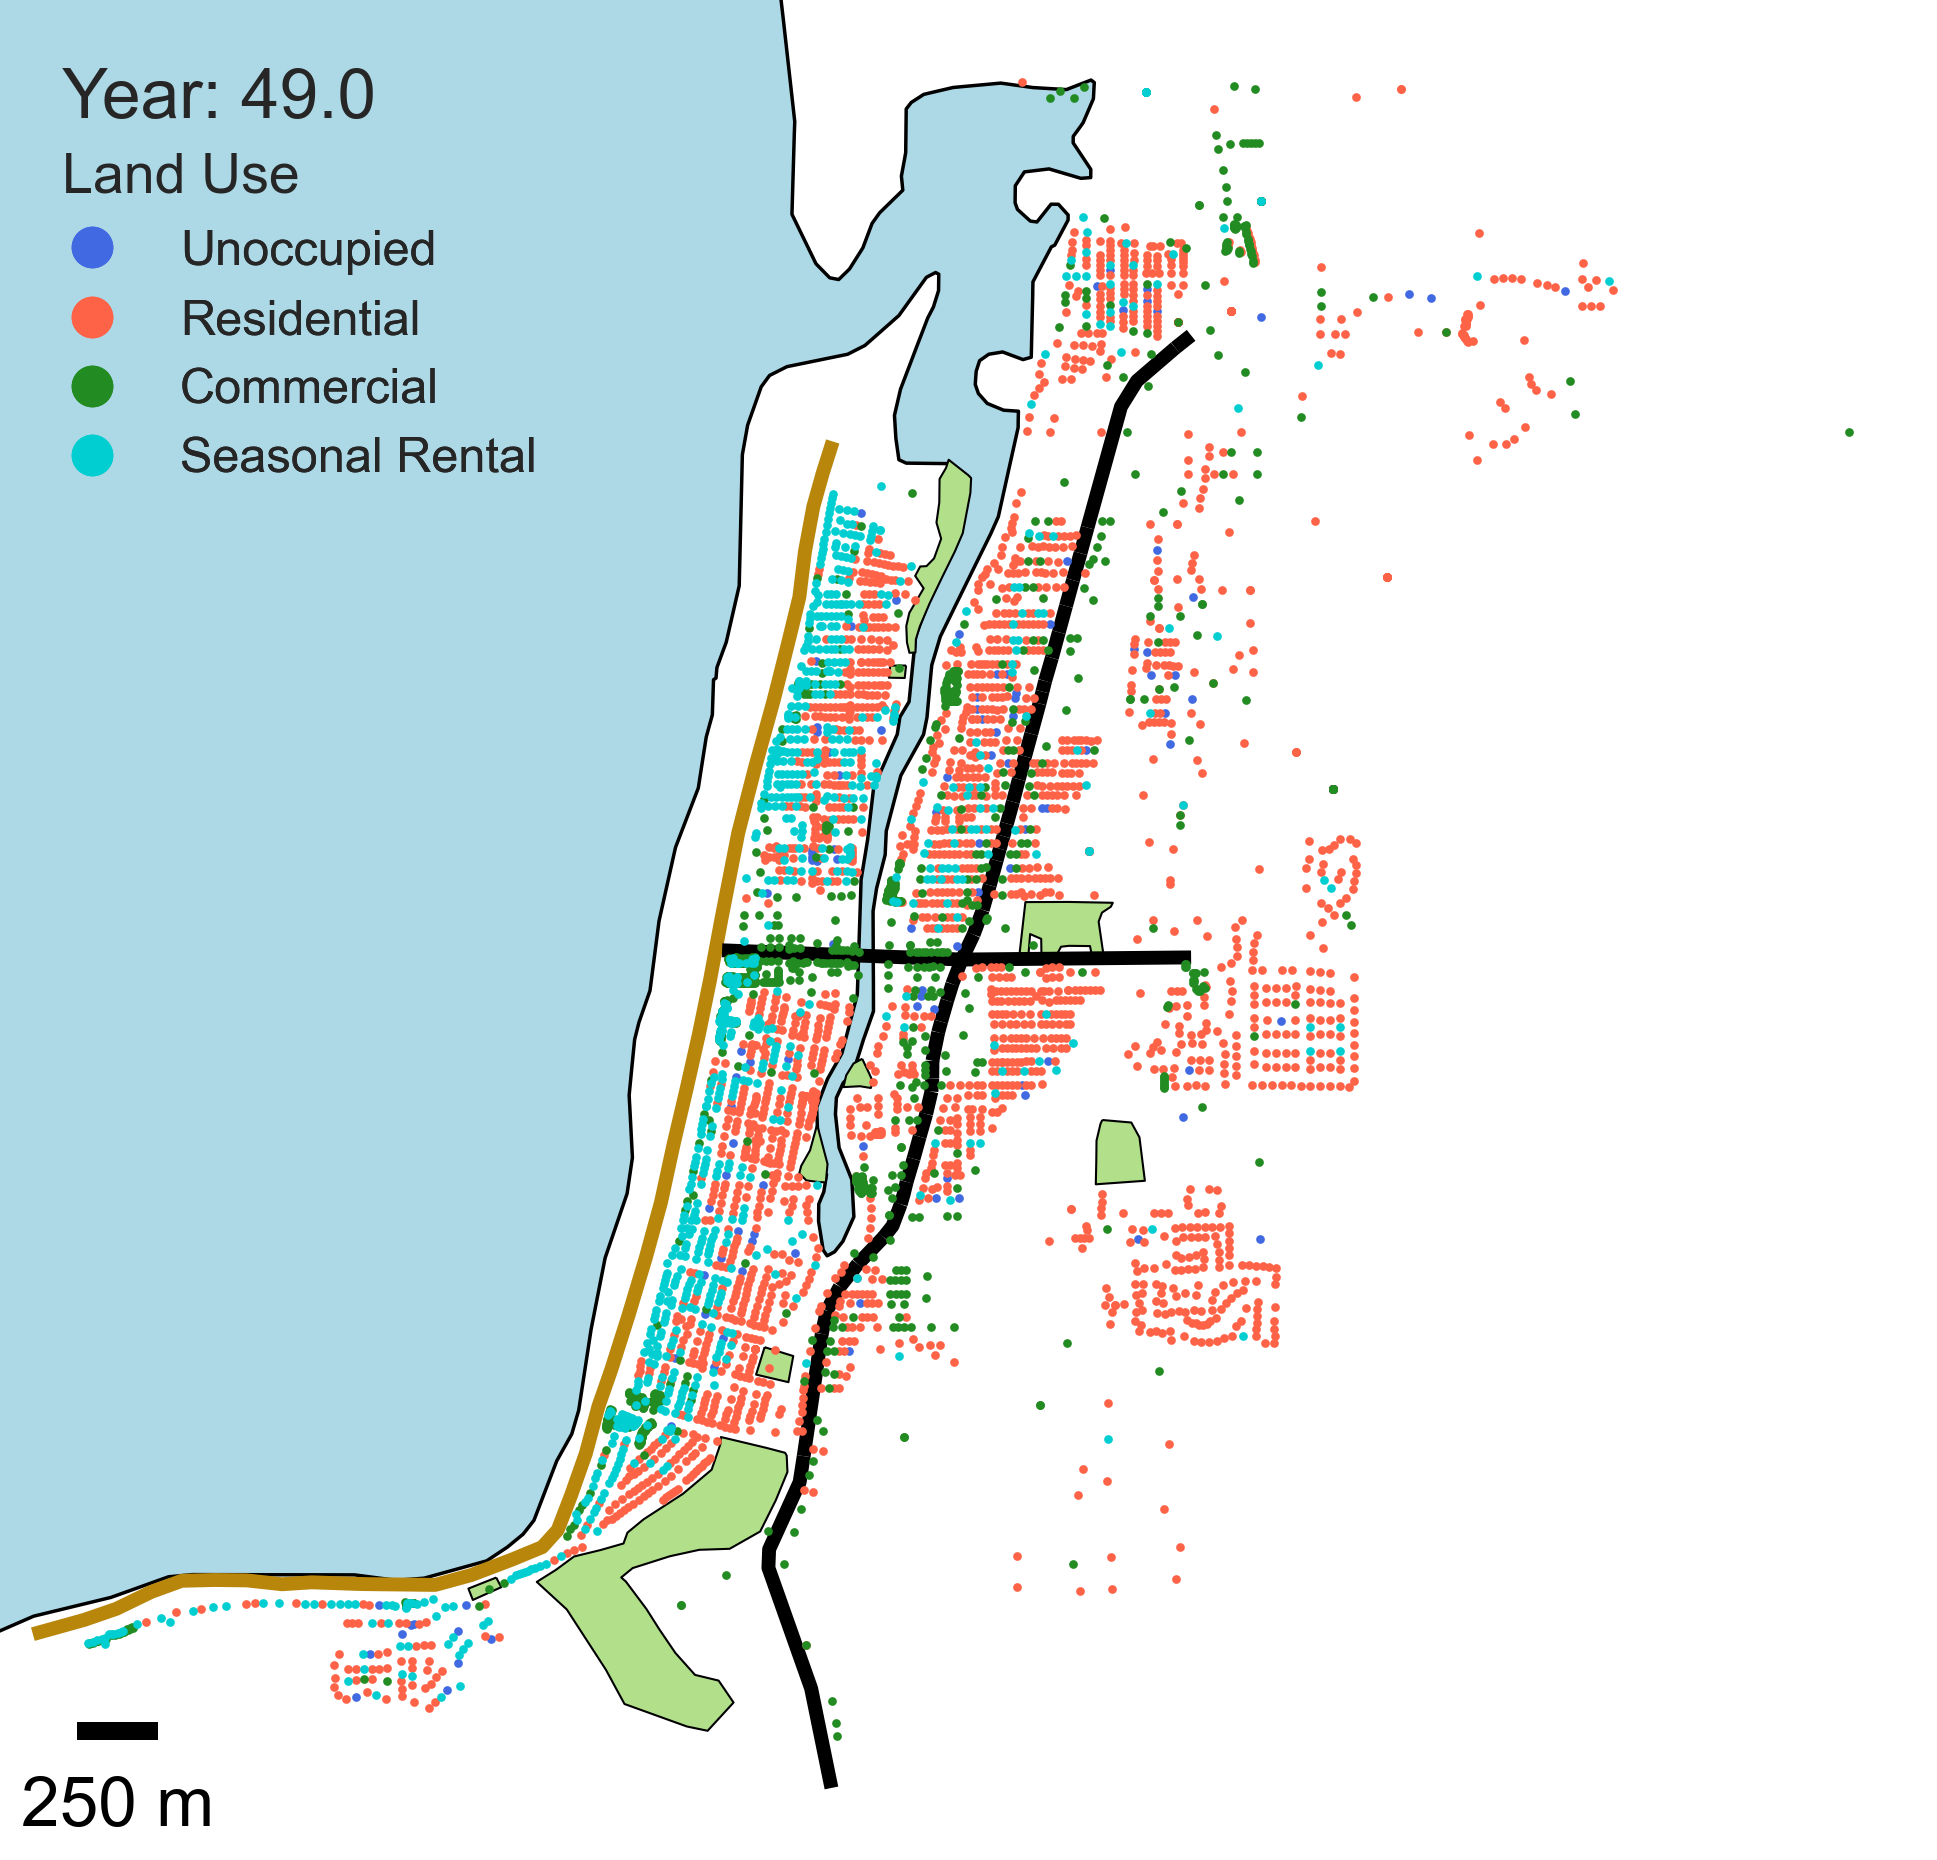 Year: 49.0
Land Use
Unoccupied
Residential
Commercial
Seasonal Rental
250 m